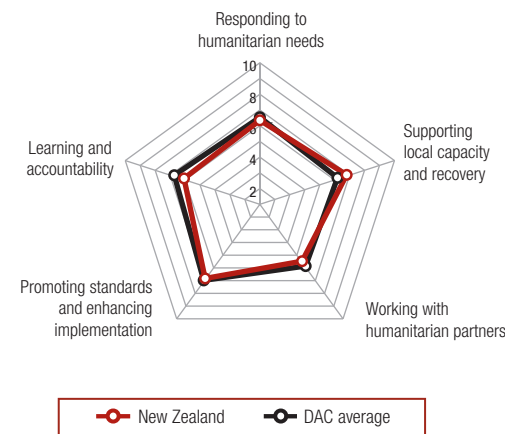 Responding to
humanitarian needs
10
8
6
4
2
Supporting
local capacity
and recovery
Learning and
accountability
Promoting standards
and enhancing
implementation
Working with
humanitarian partners
New Zealand
DAC average